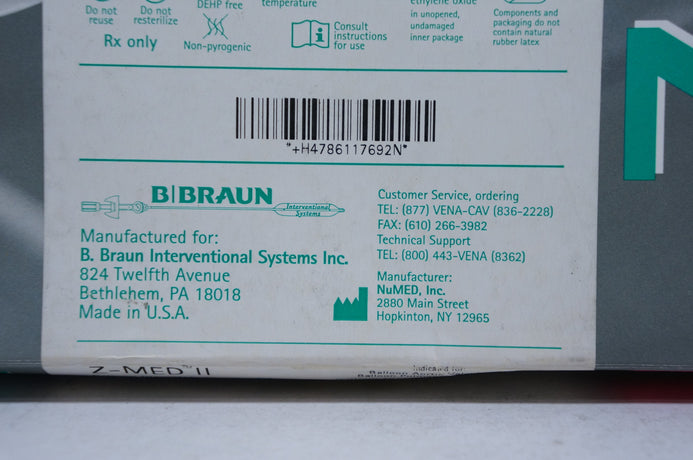 Do not
reuse
Do not
resterilize
DEHP free
temperature
ethylene oxide
in unopened,
undamaged
inner package
Components and
packaging do not
contain natural
rubber latex
Rx only
Non-pyrogenic
Consult
instructions
for use
*+H4786117692N*
B|BRAUN
Interventional
Systems
Manufactured for:
B. Braun Interventional Systems Inc.
824 Twelfth Avenue
Bethlehem, PA 18018
Made in U.S.A.
Customer Service, ordering
TEL: (877) VENA-CAV (836-2228)
FAX: (610) 266-3982
Technical Support
TEL: (800) 443-VENA (8362)
Manufacturer:
NuMED, Inc.
2880 Main Street
Hopkinton, NY 12965
Z-MED II
Indicated for: